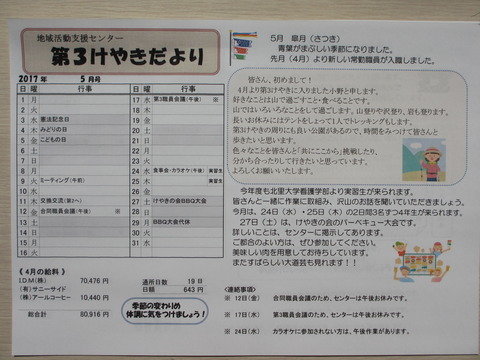 地域活動支援センター
第3けやきだより
2017年 5月号
日 曜 行事 日 曜 行事
1 月
2 火
3 水 憲法記念日
4 木 みどりの日
5 金 こどもの日
6 土
7 日
8 月
9 火 ミーティング(午前)
10 水
11 木 交換交流(第2へ)
12 金 合同職員会議(午後) ※
13 土
14 日
15 月
16 火
17 水 第3職員会議(午後) ※
18 木
19 金
20 土
21 日
22 月
23 火
24 水 食事会・カラオケ(午後) 実習生
25 木 実習生
26 金
27 土 けやきの会BBQ大会
28 日
29 月 BBQ大会代休
30 火
31 水
《 4月の給料 》
I.D.M(株) 70,476 円
(有)サニーサイド
(株)アールコーヒー 10,440 円
総合計 80,916 円
通所日数 19 日
日額 643 円
季節の変わりめ
体調に気をつけましょう!
5月 皐月(さつき)
青葉がまぶしい季節になりました。
先月(4月)より新しい常勤職員が入職しました。
皆さん、初めまして!
4月より第3けやきに入りました小野と申します。
好きなことは山で過ごすこと・食べることです。
山ではいろいろなことをして過ごします。山登りや沢登り、岩も登ります。
長いお休みにはテントをしょって1人でトレッキングもします。
第3けやきの周りにも良い公園があるので、時間をみつけて皆さんと
歩きたいと思います。
色々なことを皆さんと「共にここから」挑戦したり、
分かち合ったりして行きたいと思っています。
よろしくお願いいたします。
今年度も北里大学看護学部より実習生が来られます。
皆さんと一緒に作業に取組み、沢山のお話を聞いていただきましょう。
今月は、24日(水)・25日(木)の2日間3名づつ4年生が来られます。
27日(土)は、けやきの会のバーベキュー大会です。
詳しいことは、センターに掲示してあります。
ご都合のよい方は、ぜひ参加してください。
美味しい肉を用意してお待ちしています。
またすばらしい大道芸も見れます!!
<連絡事項>
※ 12日(金) 合同職員会議のため、センターは午後お休みです。
※ 17日(水) 第3職員会議のため、センターは午後お休みです。
※ 24日(水) カラオケに参加されない方は、午後作業があります。